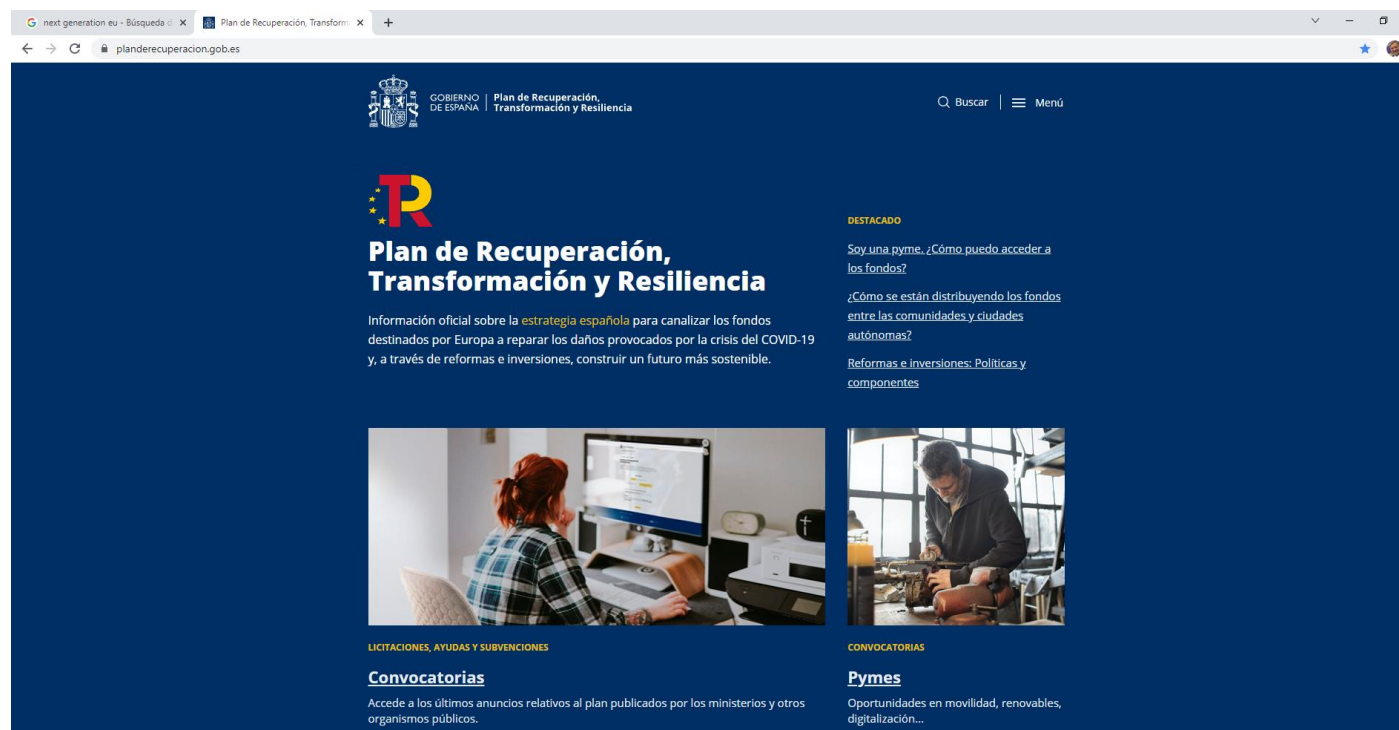 next generation eu - Búsqueda d
Plan de Recuperación, Transform
planderecuperacion.gob.es
GOBIERNO
DE ESPAÑA
Plan de Recuperación,
Transformación y Resiliencia
Buscar
Menú
TR
Plan de Recuperación,
Transformación y Resiliencia
Información oficial sobre la estrategia española para canalizar los fondos
destinados por Europa a reparar los daños provocados por la crisis del COVID-19
y, a través de reformas e inversiones, construir un futuro más sostenible.
DESTACADO
Soy una pyme. ¿Cómo puedo acceder a
los fondos?
¿Cómo se están distribuyendo los fondos
entre las comunidades y ciudades
autónomas?
Reformas e inversiones: Políticas y
componentes
LICITACIONES, AYUDAS Y SUBVENCIONES
Convocatorias
Accede a los últimos anuncios relativos al plan publicados por los ministerios y otros
organismos públicos.
CONVOCATORIAS
Pymes
Oportunidades en movilidad, renovables,
digitalización...